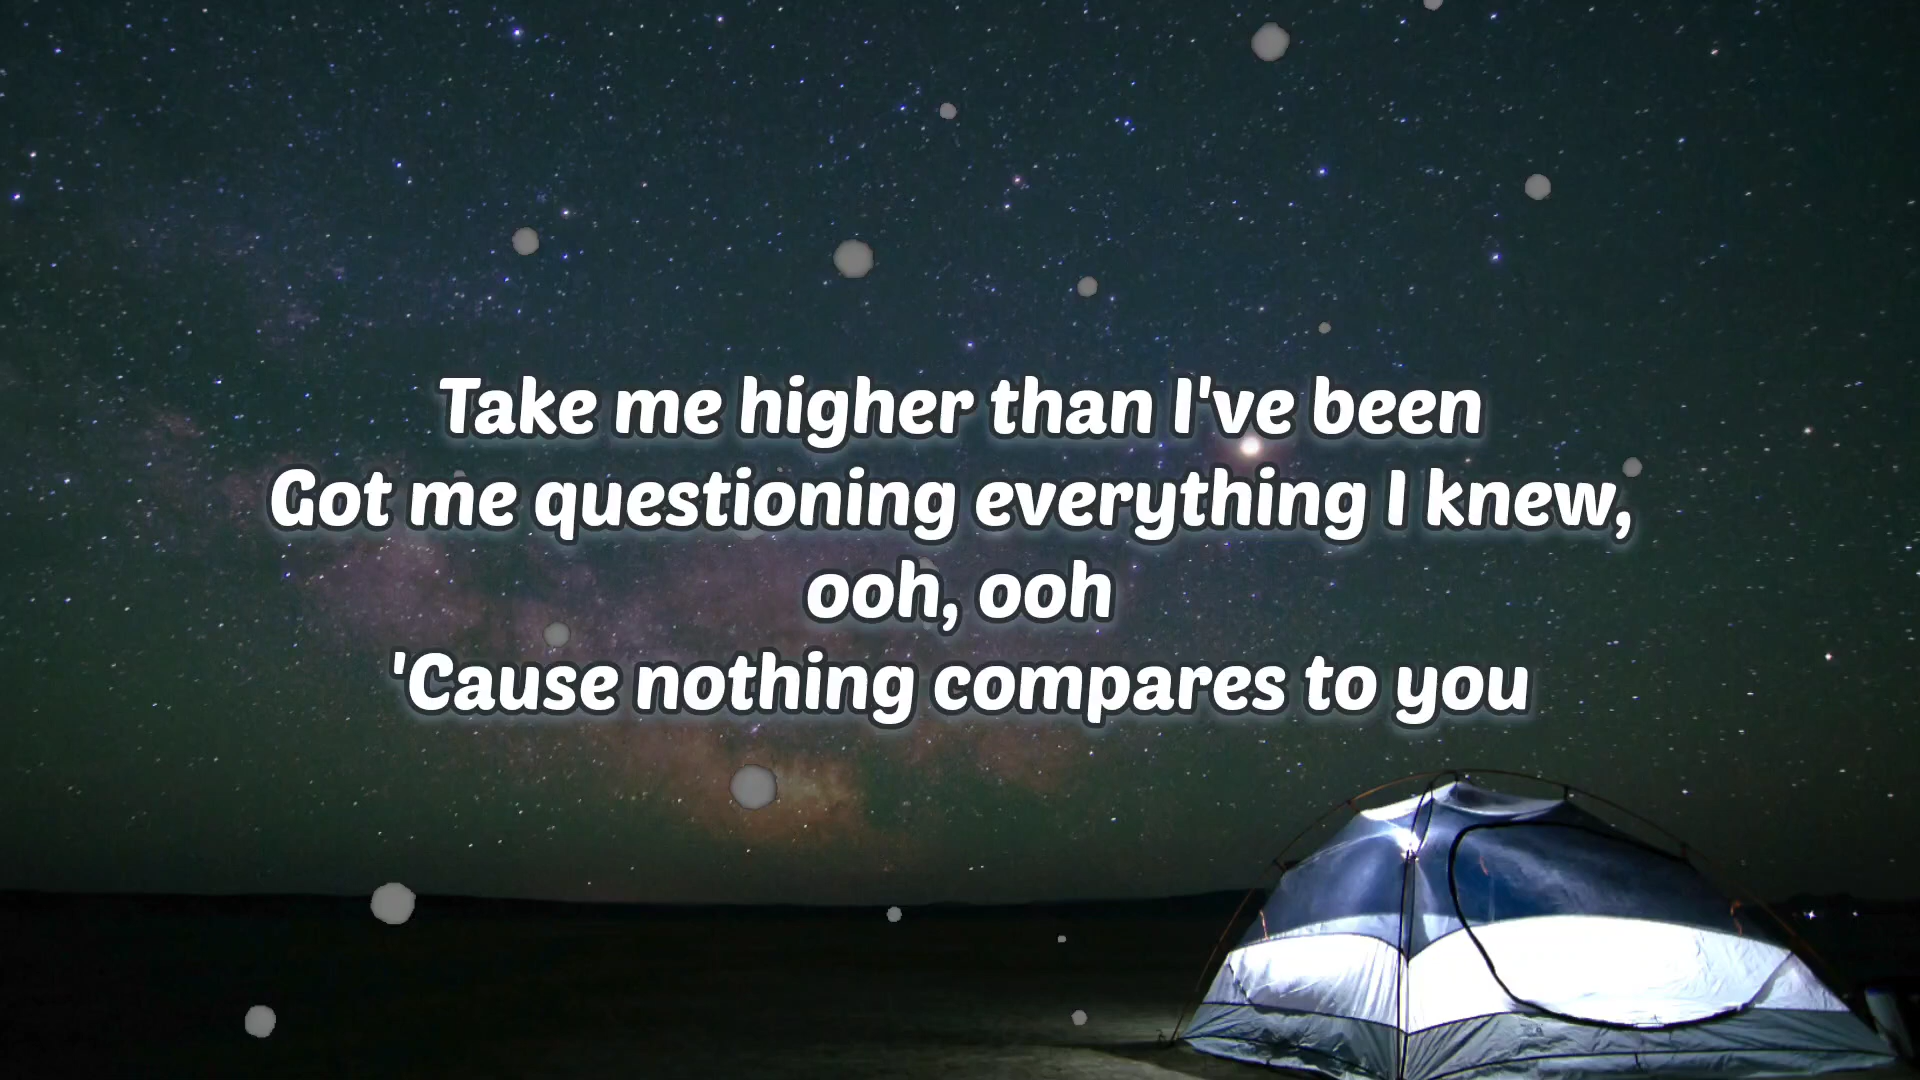 Take me higher than I've been
Got me questioning everything I knew,
ooh, ooh
'Cause nothing compares to you